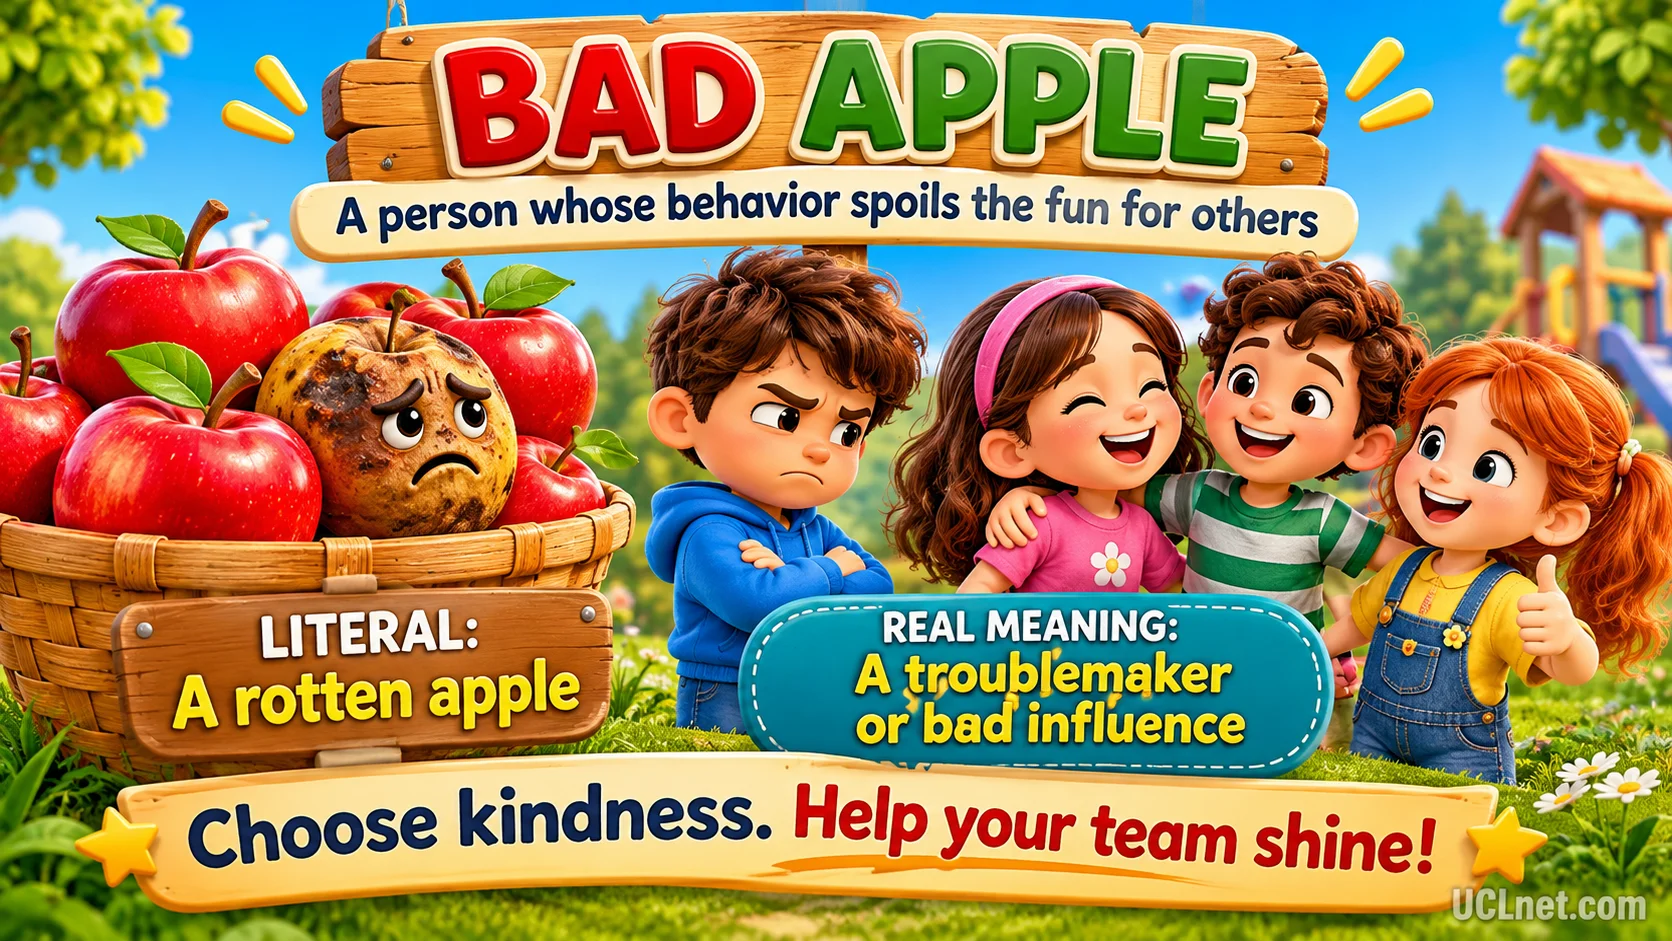 BAD APPLE
A person whose behavior spoils the fun for others
LITERAL:
A rotten apple
REAL MEANING:
A troublemaker
or bad influence
Choose kindness. Help your team shine!
UCLnet.com